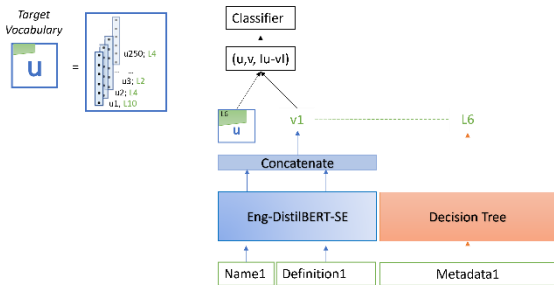 Target
Vocabulary
u
=
u250; L4
...
u3; L2
u2; L4
u1, L10
Classifier
(u,v, |u-v|)
L6
u
v1
L6
Concatenate
Eng-DistilBERT-SE
Decision Tree
Name1
Definition1
Metadata1